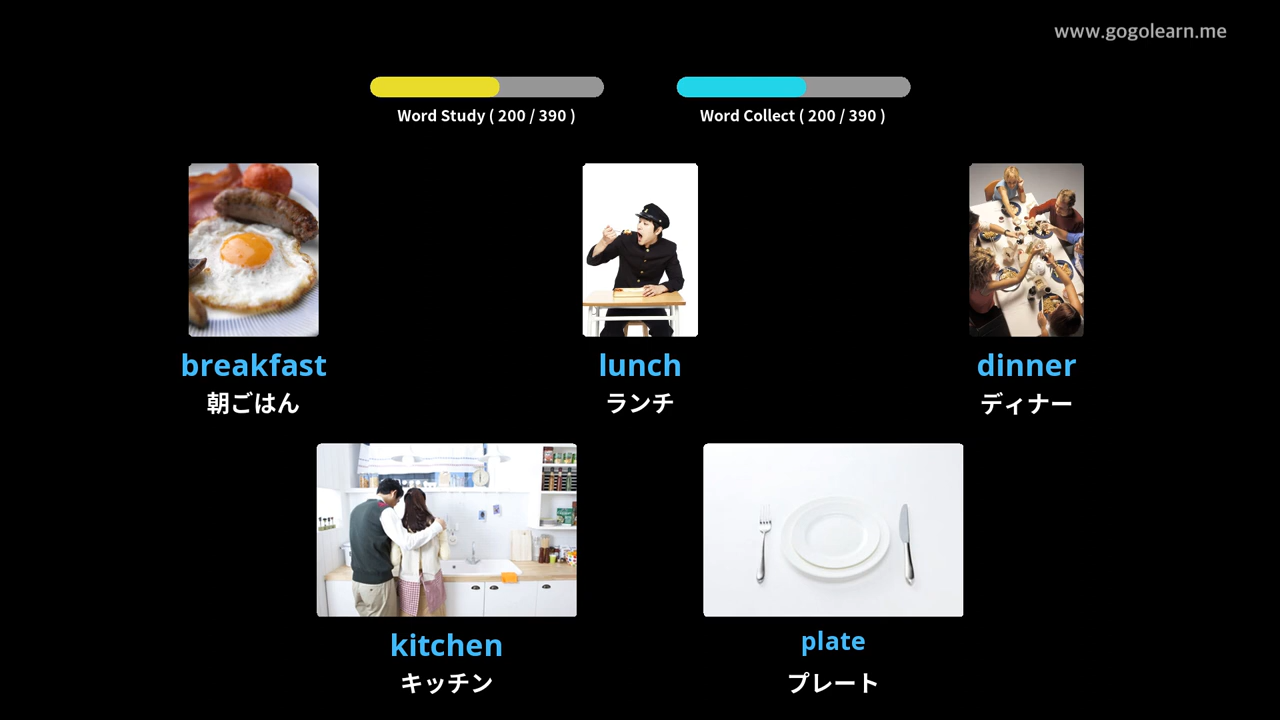 www.gogolearn.me
Word Study ( 200 / 390 )
Word Collect ( 200 / 390 )
breakfast
朝ごはん
lunch
ランチ
dinner
ディナー
kitchen
キッチン
plate
プレート